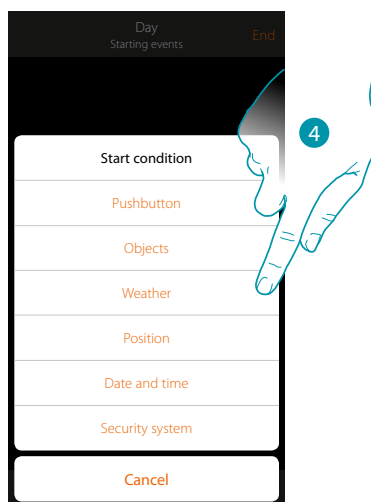 Day
Starting events
End
Start condition
Pushbutton
Objects
Weather
Position
Date and time
Security system
Cancel
4